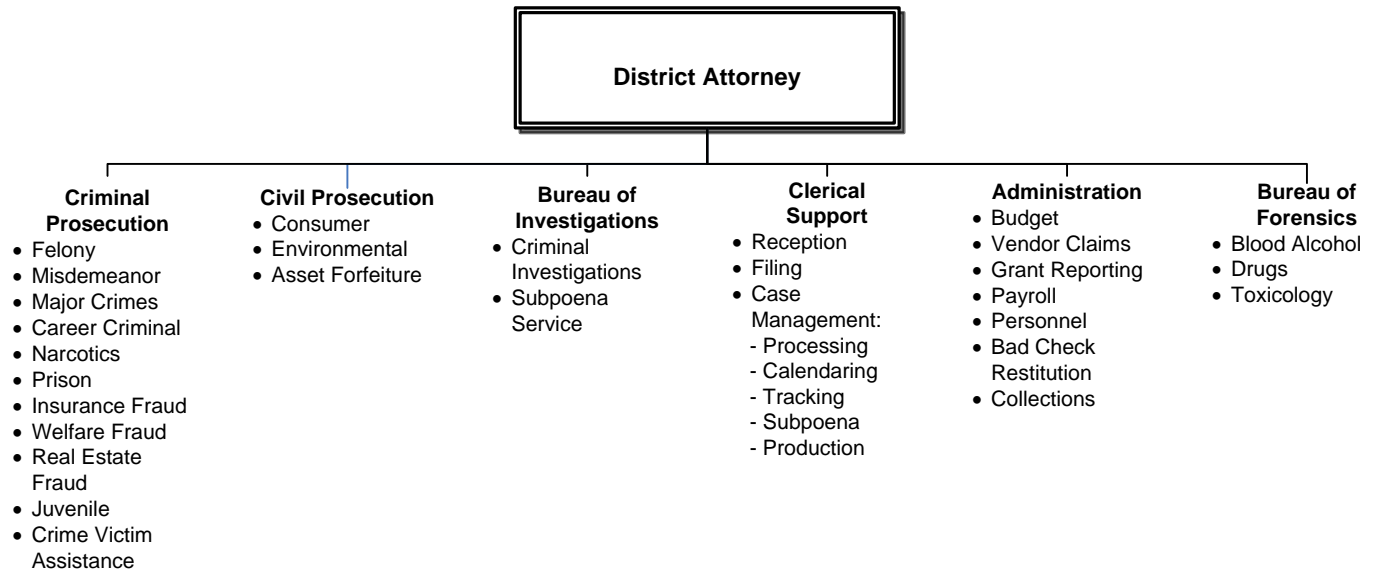 District Attorney
Criminal
Prosecution
• Felony
• Misdemeanor
• Major Crimes
• Career Criminal
• Narcotics
• Prison
• Insurance Fraud
• Welfare Fraud
• Real Estate
Fraud
• Juvenile
• Crime Victim
Assistance
Civil Prosecution
• Consumer
• Environmental
• Asset Forfeiture
Bureau of
Investigations
• Criminal
Investigations
• Subpoena
Service
Clerical
Support
• Reception
• Filing
• Case
Management:
- Processing
- Calendaring
- Tracking
- Subpoena
- Production
Administration
• Budget
• Vendor Claims
• Grant Reporting
• Payroll
• Personnel
• Bad Check
Restitution
• Collections
Bureau of
Forensics
• Blood Alcohol
• Drugs
• Toxicology